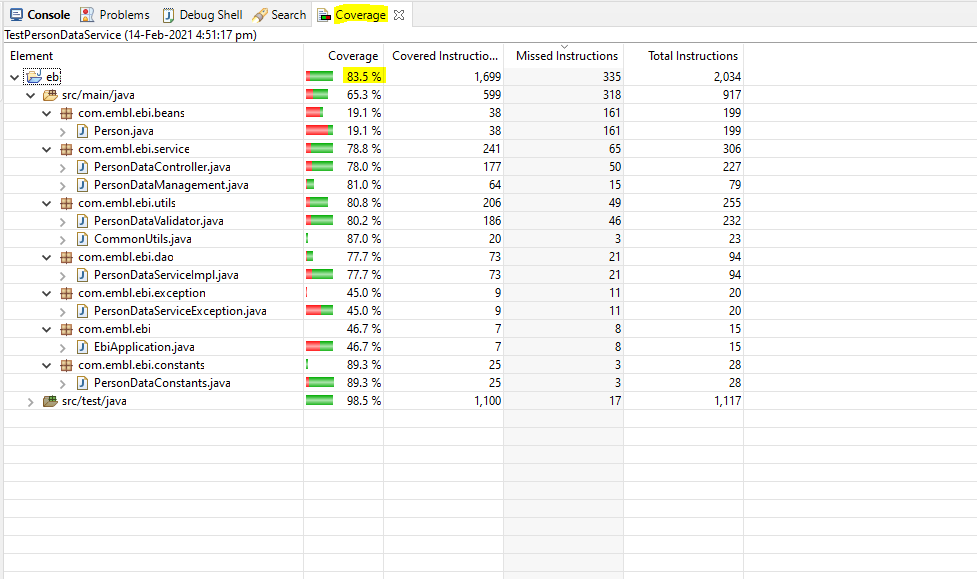 Console Problems Debug Shell Search Coverage
TestPersonDataService (14-Feb-2021 4:51:17 pm)
Element Coverage Covered Instructio... Missed Instructions Total Instructions
eb 83.5 % 1,699 335 2,034
src/main/java 65.3 % 599 318 917
com.embl.ebi.beans 19.1 % 38 161 199
Person.java 19.1 % 38 161 199
com.embl.ebi.service 78.8 % 241 65 306
PersonDataController.java 78.0 % 177 50 227
PersonDataManagement.java 81.0 % 64 15 79
com.embl.ebi.utils 80.8 % 206 49 255
PersonDataValidator.java 80.2 % 186 46 232
CommonUtils.java 87.0 % 20 3 23
com.embl.ebi.dao 77.7 % 73 21 94
PersonDataServiceImpl.java 77.7 % 73 21 94
com.embl.ebi.exception 45.0 % 9 11 20
PersonDataServiceException.java 45.0 % 9 11 20
com.embl.ebi 46.7 % 7 8 15
EbiApplication.java 46.7 % 7 8 15
com.embl.ebi.constants 89.3 % 25 3 28
PersonDataConstants.java 89.3 % 25 3 28
src/test/java 98.5 % 1,100 17 1,117